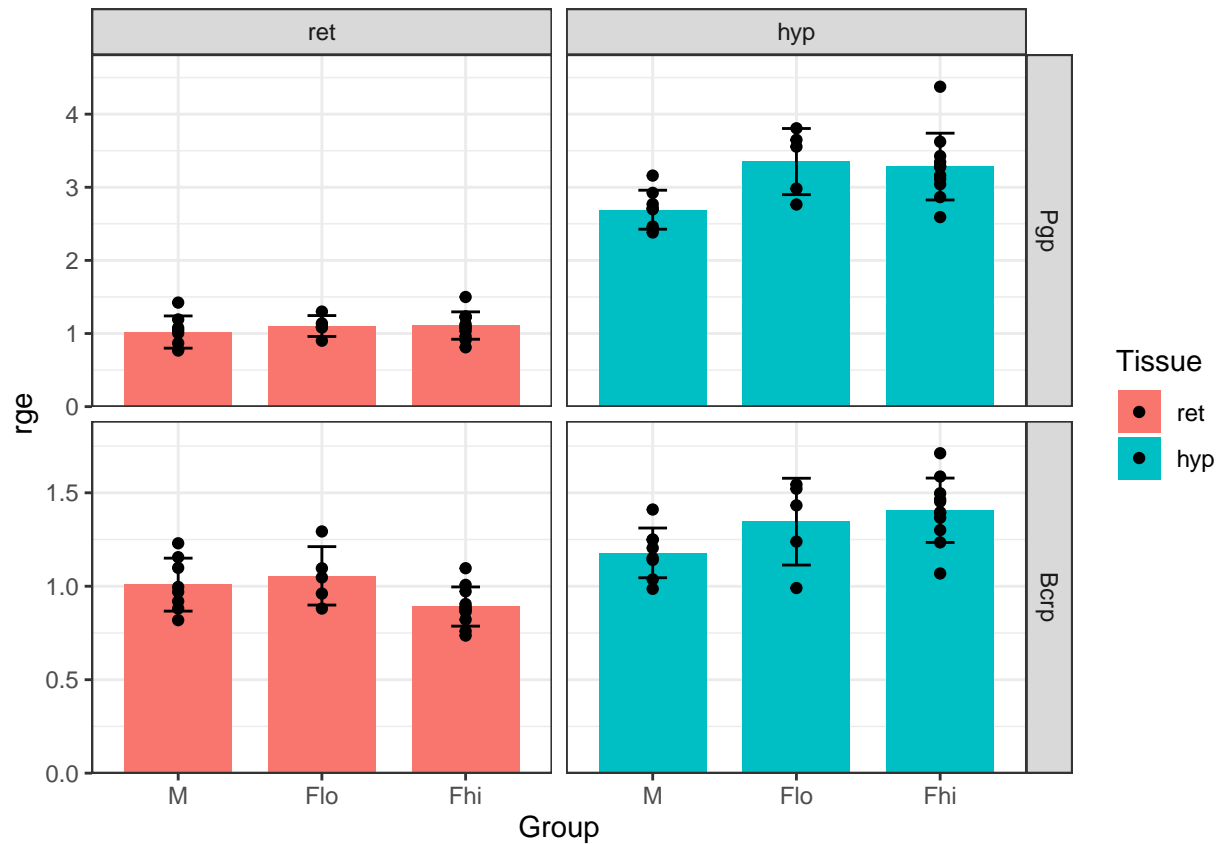 ret
hyp
4
3
2
1
0
Pgp
rge
1.5
1.0
0.5
0.0
Bcrp
M
Flo
Fhi
M
Flo
Fhi
Group
Tissue
ret
hyp